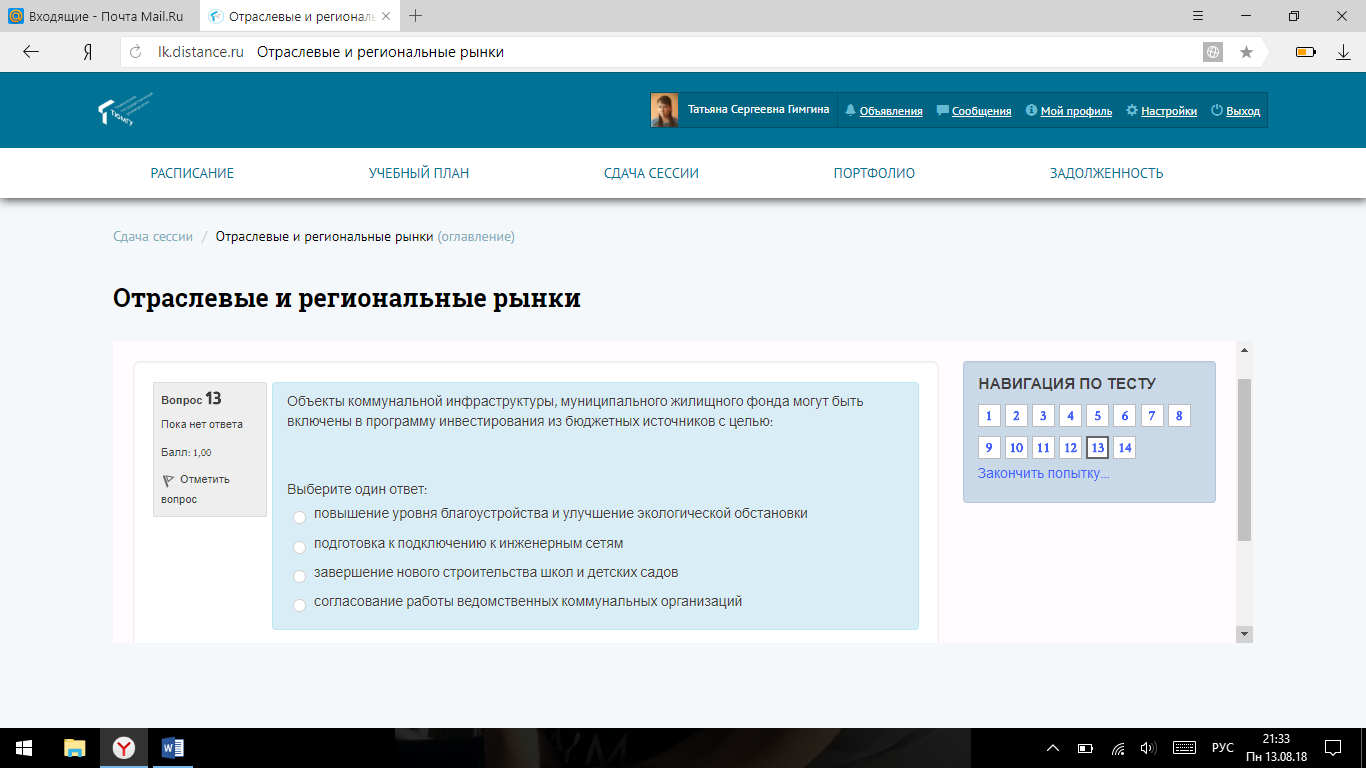 Входящие - Почта Mail.Ru
Отраслевые и региональ
lk.distance.ru Отраслевые и региональные рынки
ТЮМГУ
Татьяна Сергеевна Гимгина Объявления Сообщения Мой профиль Настройки Выход
РАСПИСАНИЕ УЧЕБНЫЙ ПЛАН СДАЧА СЕССИИ ПОРТФОЛИО ЗАДОЛЖЕННОСТЬ
Сдача сессии / Отраслевые и региональные рынки (оглавление)
Отраслевые и региональные рынки
Вопрос 13
Пока нет ответа
Балл: 1,00
Отметить
вопрос
Объекты коммунальной инфраструктуры, муниципального жилищного фонда могут быть
включены в программу инвестирования из бюджетных источников с целью:
Выберите один ответ:
повышение уровня благоустройства и улучшение экологической обстановки
подготовка к подключению к инженерным сетям
завершение нового строительства школ и детских садов
согласование работы ведомственных коммунальных организаций
НАВИГАЦИЯ ПО ТЕСТУ
1 2 3 4 5 6 7 8
9 10 11 12 13 14
Закончить попытку...
РУС
21:33
Пн 13.08.18